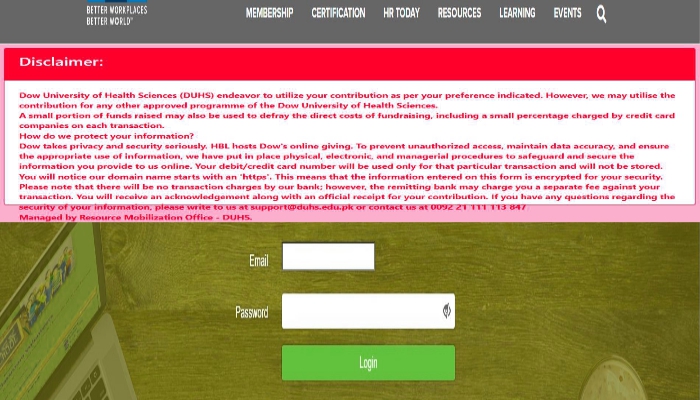 BETTER WORKPLACES
BETTER WORLD™
MEMBERSHIP CERTIFICATION HR TODAY RESOURCES LEARNING EVENTS
Disclaimer:
Dow University of Health Sciences (DUHS) endeavor to utilize your contribution as per your preference indicated. However, we may utilise the
contribution for any other approved programme of the Dow University of Health Sciences.
A small portion of funds raised may also be used to defray the direct costs of fundraising, including a small percentage charged by credit card
companies on each transaction.
How do we protect your information?
Dow takes privacy and security seriously. HBL hosts Dow's online giving. To prevent unauthorized access, maintain data accuracy, and ensure
the appropriate use of information, we have put in place physical, electronic, and managerial procedures to safeguard and secure the
information you provide to us online. Your debit/credit card number will be used only for that particular transaction and will not be stored.
You will notice our domain name starts with an 'https'. This means that the information entered on this form is encrypted for your security.
Please note that there will be no transaction charges by our bank; however, the remitting bank may charge you a separate fee against your
transaction. You will receive an acknowledgement along with an official receipt for your contribution. If you have any questions regarding the
security of your information, please write to us at support@duhs.edu.pk or contact us at 0092 21 111 113 847
Managed by Resource Mobilization Office - DUHS.
Email
Password
Login